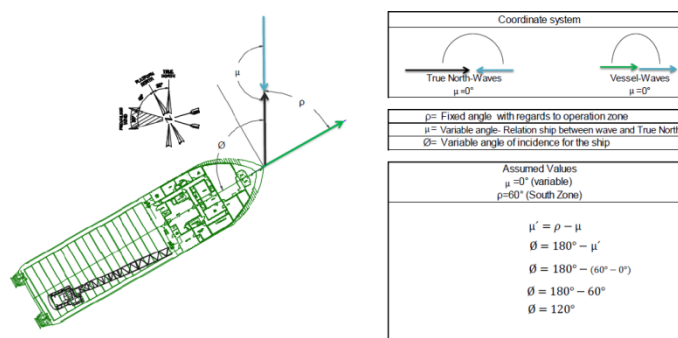 μ
ρ
Ø
TRUE
NORTH
Coordinate system
True North-Waves
μ =0°
Vessel-Waves
μ =0°
ρ= Fixed angle with regards to operation zone
μ= Variable angle- Relation ship between wave and True North
Ø= Variable angle of incidence for the ship
Assumed Values
μ =0° (variable)
ρ=60° (South Zone)
μ´ = ρ − μ
Ø = 180° − μ´
Ø = 180° − (60° − 0°)
Ø = 180° − 60°
Ø = 120°